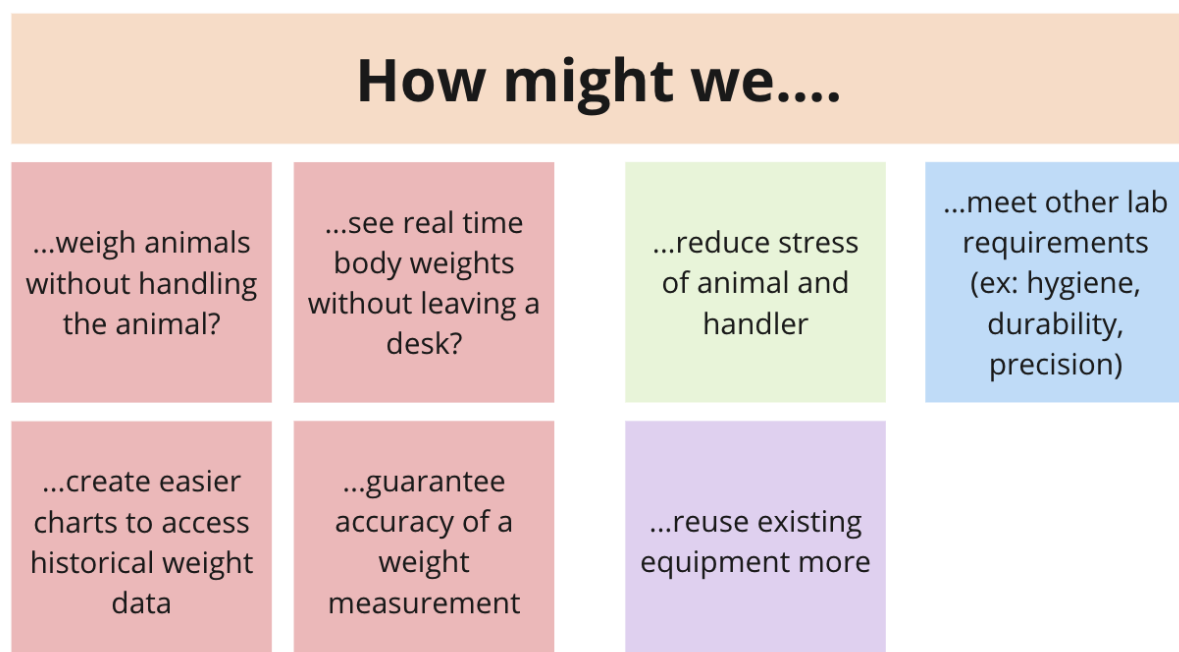 How might we....
...weigh animals
without handling
the animal?
...see real time
body weights
without leaving a
desk?
...reduce stress
of animal and
handler
...meet other lab
requirements
(ex: hygiene,
durability,
precision)
...create easier
charts to access
historical weight
data
...guarantee
accuracy of a
weight
measurement
...reuse existing
equipment more